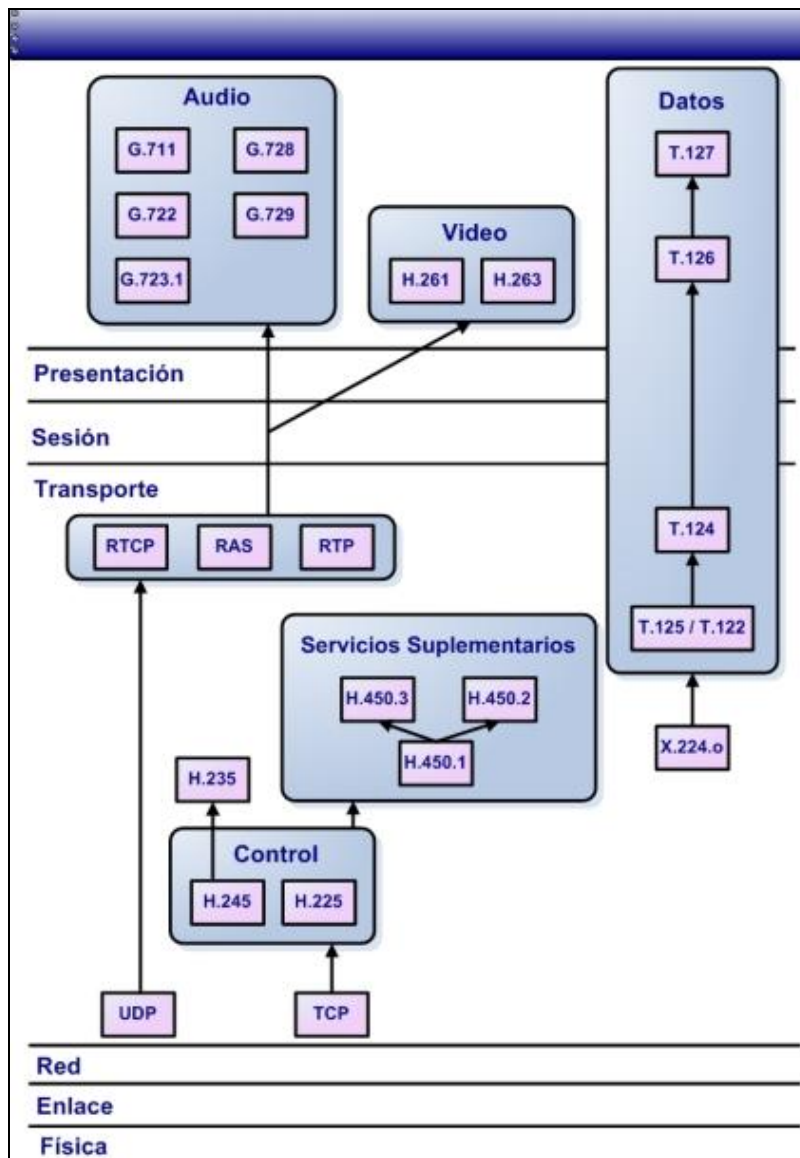 Audio
G.711
G.728
G.722
G.729
G.723.1
Video
H.261
H.263
Datos
T.127
T.126
T.124
T.125 / T.122
X.224.o
Presentación
Sesión
Transporte
RTCP
RAS
RTP
Servicios Suplementarios
H.450.3
H.450.2
H.450.1
H.235
Control
H.245
H.225
UDP
TCP
Red
Enlace
Física